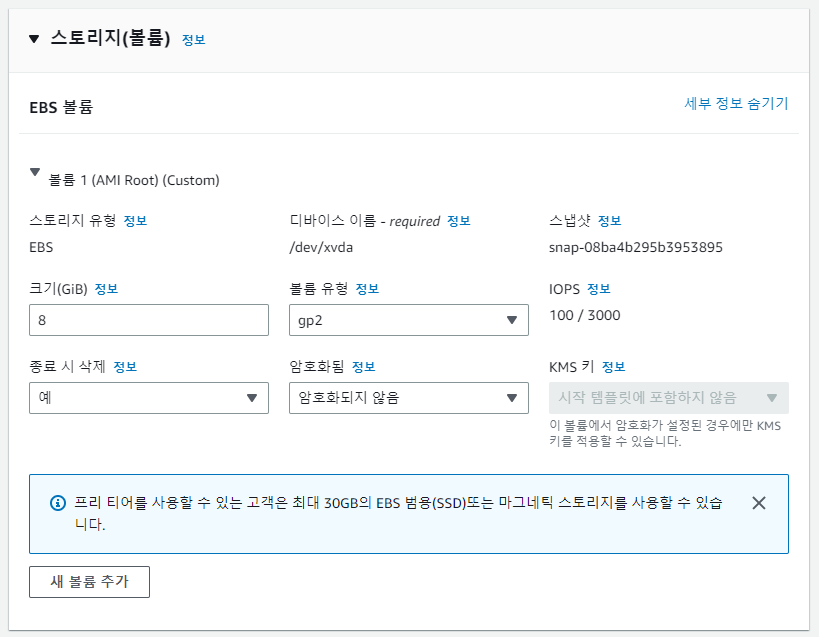 스토리지(볼륨) 정보
EBS 볼륨 세부 정보 숨기기
볼륨 1 (AMI Root) (Custom)
스토리지 유형 정보 디바이스 이름 - required 정보 스냅샷 정보
EBS /dev/xvda snap-08ba4b295b3953895
크기(GiB) 정보 볼륨 유형 정보 IOPS 정보
8 gp2 100 / 3000
종료 시 삭제 정보 암호화됨 정보 KMS 키 정보
예 암호화되지 않음 시작 템플릿에 포함하지 않음
이 볼륨에서 암호화가 설정된 경우에만 KMS
키를 적용할 수 있습니다.
프리 티어를 사용할 수 있는 고객은 최대 30GB의 EBS 범용(SSD)또는 마그네틱 스토리지를 사용할 수 있습
니다.
새 볼륨 추가